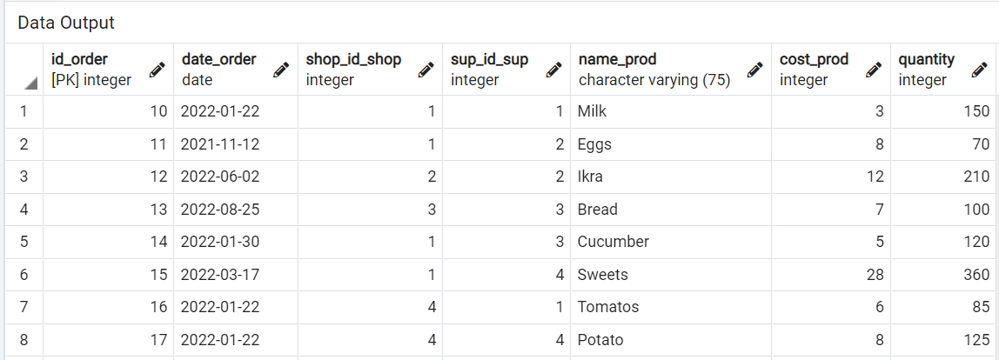 Data Output
id_order date_order shop_id_shop sup_id_sup name_prod cost_prod quantity
[PK] integer date integer integer character varying (75) integer integer
1 10 2022-01-22 1 1 Milk 3 150
2 11 2021-11-12 1 2 Eggs 8 70
3 12 2022-06-02 2 2 Ikra 12 210
4 13 2022-08-25 3 3 Bread 7 100
5 14 2022-01-30 1 3 Cucumber 5 120
6 15 2022-03-17 1 4 Sweets 28 360
7 16 2022-01-22 4 1 Tomatos 6 85
8 17 2022-01-22 4 4 Potato 8 125